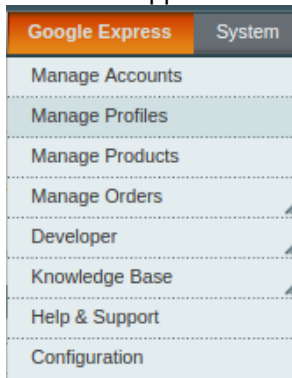 Google Express System
Manage Accounts
Manage Profiles
Manage Products
Manage Orders
Developer
Knowledge Base
Help & Support
Configuration